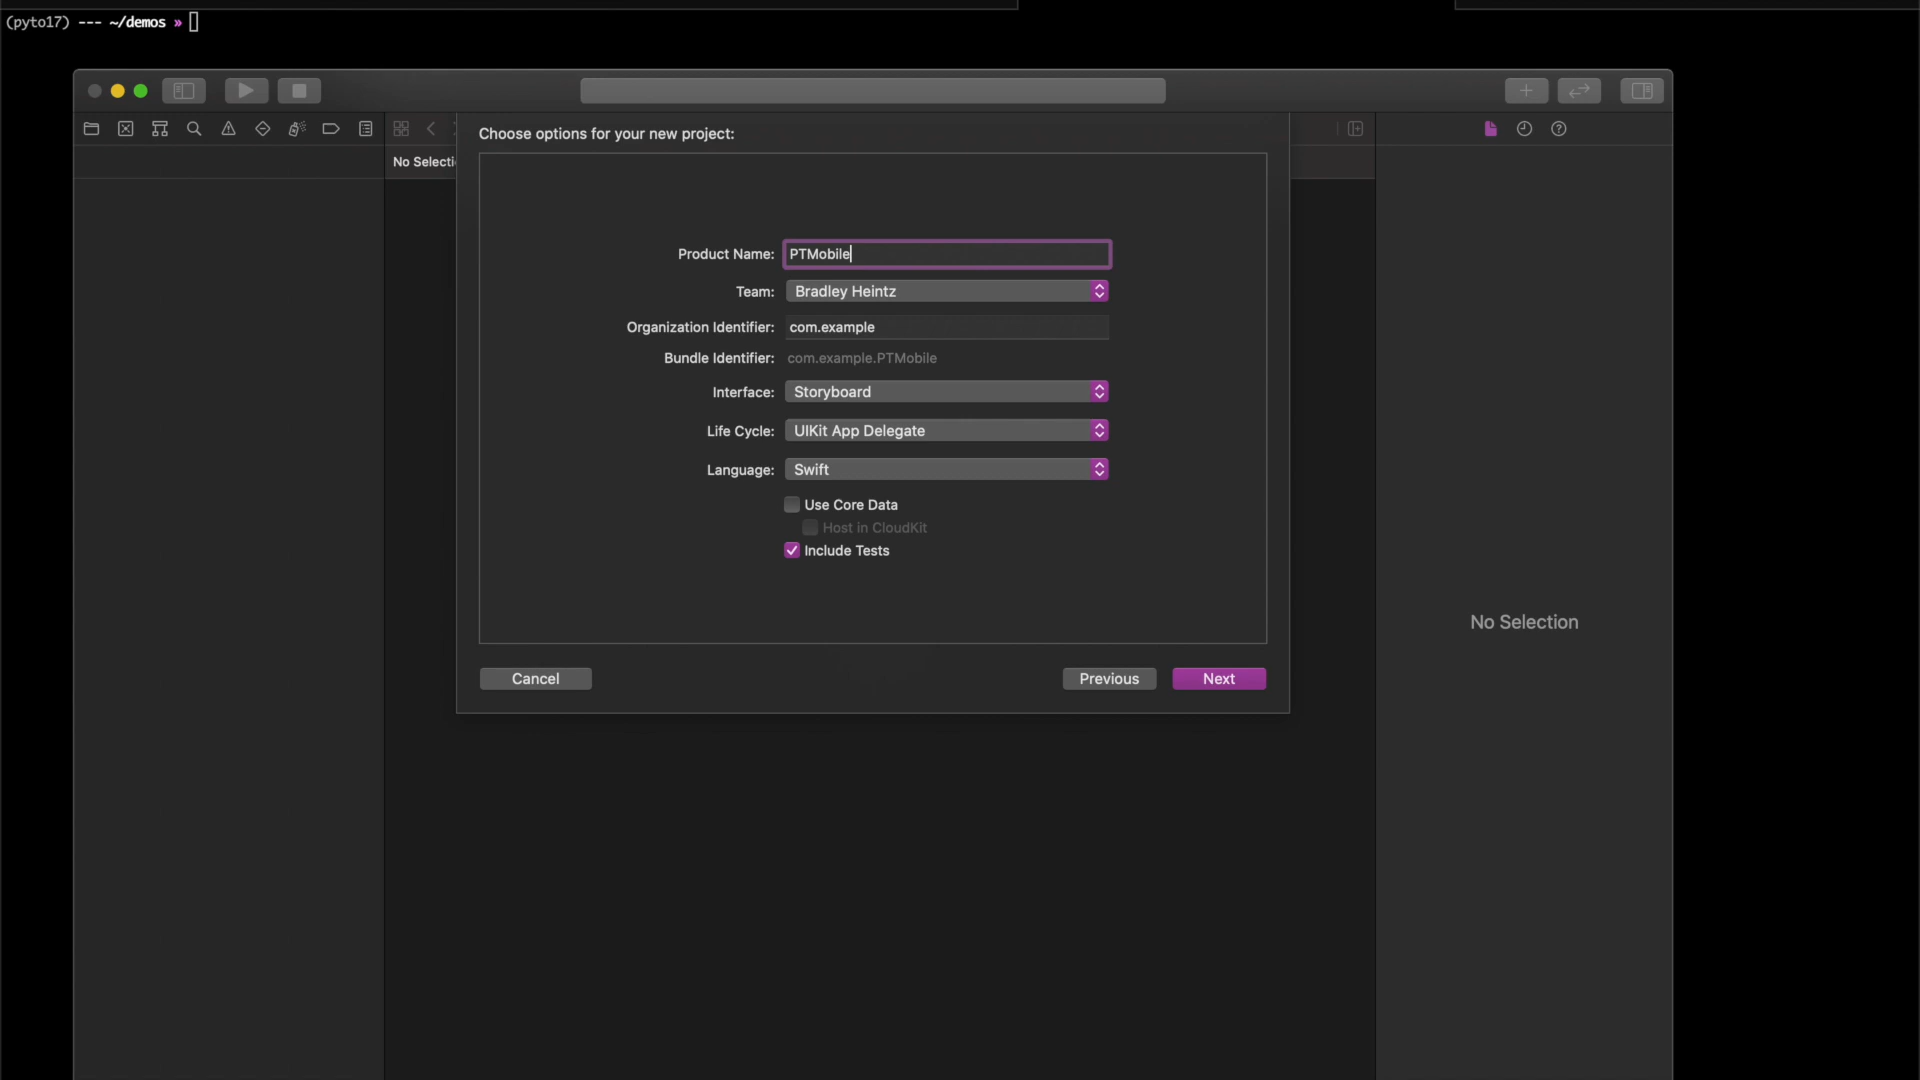 (pyto17) --- ~/demos » []
Choose options for your new project:
No Selecti
Product Name: PTMobile
Team: Bradley Heintz
Organization Identifier: com.example
Bundle Identifier: com.example.PTMobile
Interface: Storyboard
Life Cycle: UIKit App Delegate
Language: Swift
Use Core Data
Host in CloudKit
Include Tests
No Selection
Cancel
Previous
Next